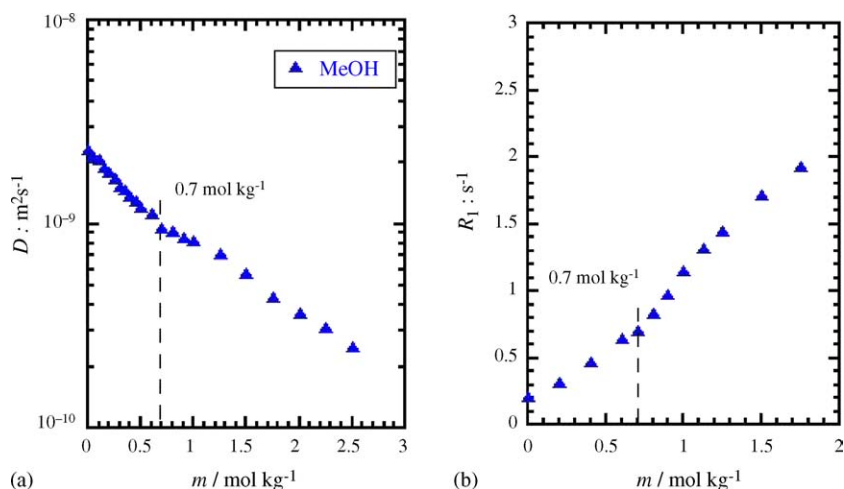 10⁻⁸
MeOH
0.7 mol kg⁻¹
10⁻⁹
D : m²s⁻¹
10⁻¹⁰
0 0.5 1 1.5 2 2.5 3
(a) m / mol kg⁻¹
3
2.5
2
1.5
R₁ : s⁻¹
1
0.7 mol kg⁻¹
0.5
0
0 0.5 1 1.5 2
(b) m / mol kg⁻¹